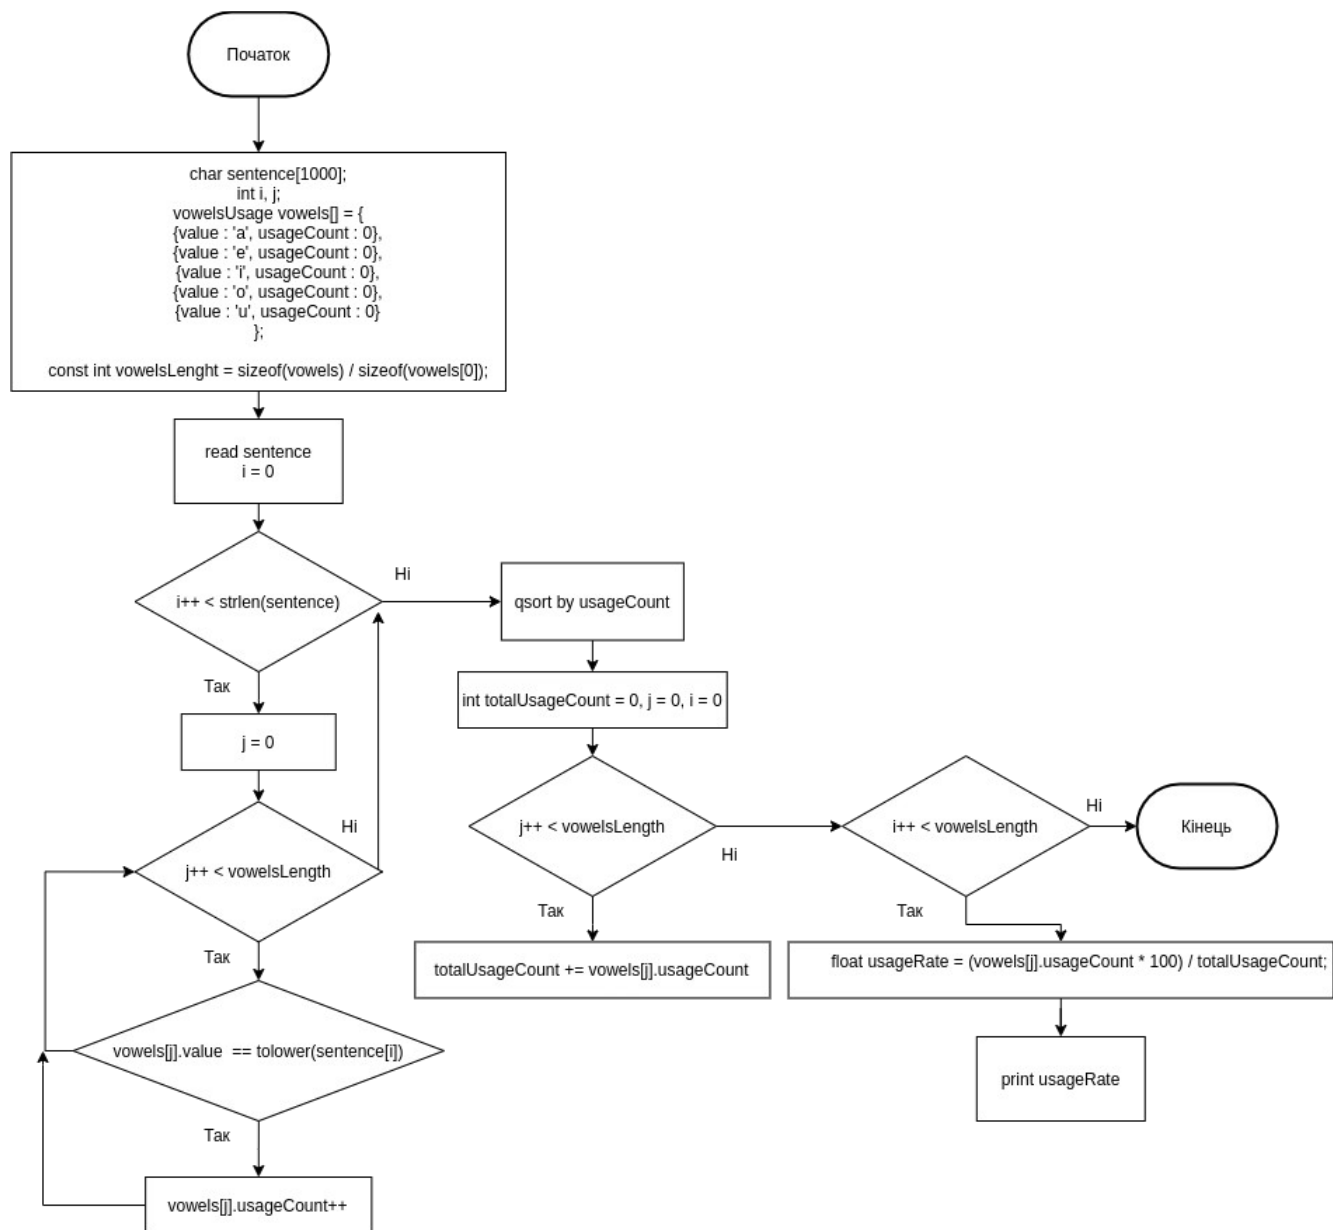 Початок
char sentence[1000];
int i, j;
vowelsUsage vowels[] = {
{value : 'a', usageCount : 0},
{value : 'e', usageCount : 0},
{value : 'i', usageCount : 0},
{value : 'o', usageCount : 0},
{value : 'u', usageCount : 0}
};
const int vowelsLenght = sizeof(vowels) / sizeof(vowels[0]);
read sentence
i = 0
i++ < strlen(sentence)
Ні
Так
j = 0
j++ < vowelsLength
Ні
Так
vowels[j].value == tolower(sentence[i])
Так
vowels[j].usageCount++
qsort by usageCount
int totalUsageCount = 0, j = 0, i = 0
j++ < vowelsLength
Ні
Так
totalUsageCount += vowels[j].usageCount
i++ < vowelsLength
Ні
Кінець
Так
float usageRate = (vowels[j].usageCount * 100) / totalUsageCount;
print usageRate